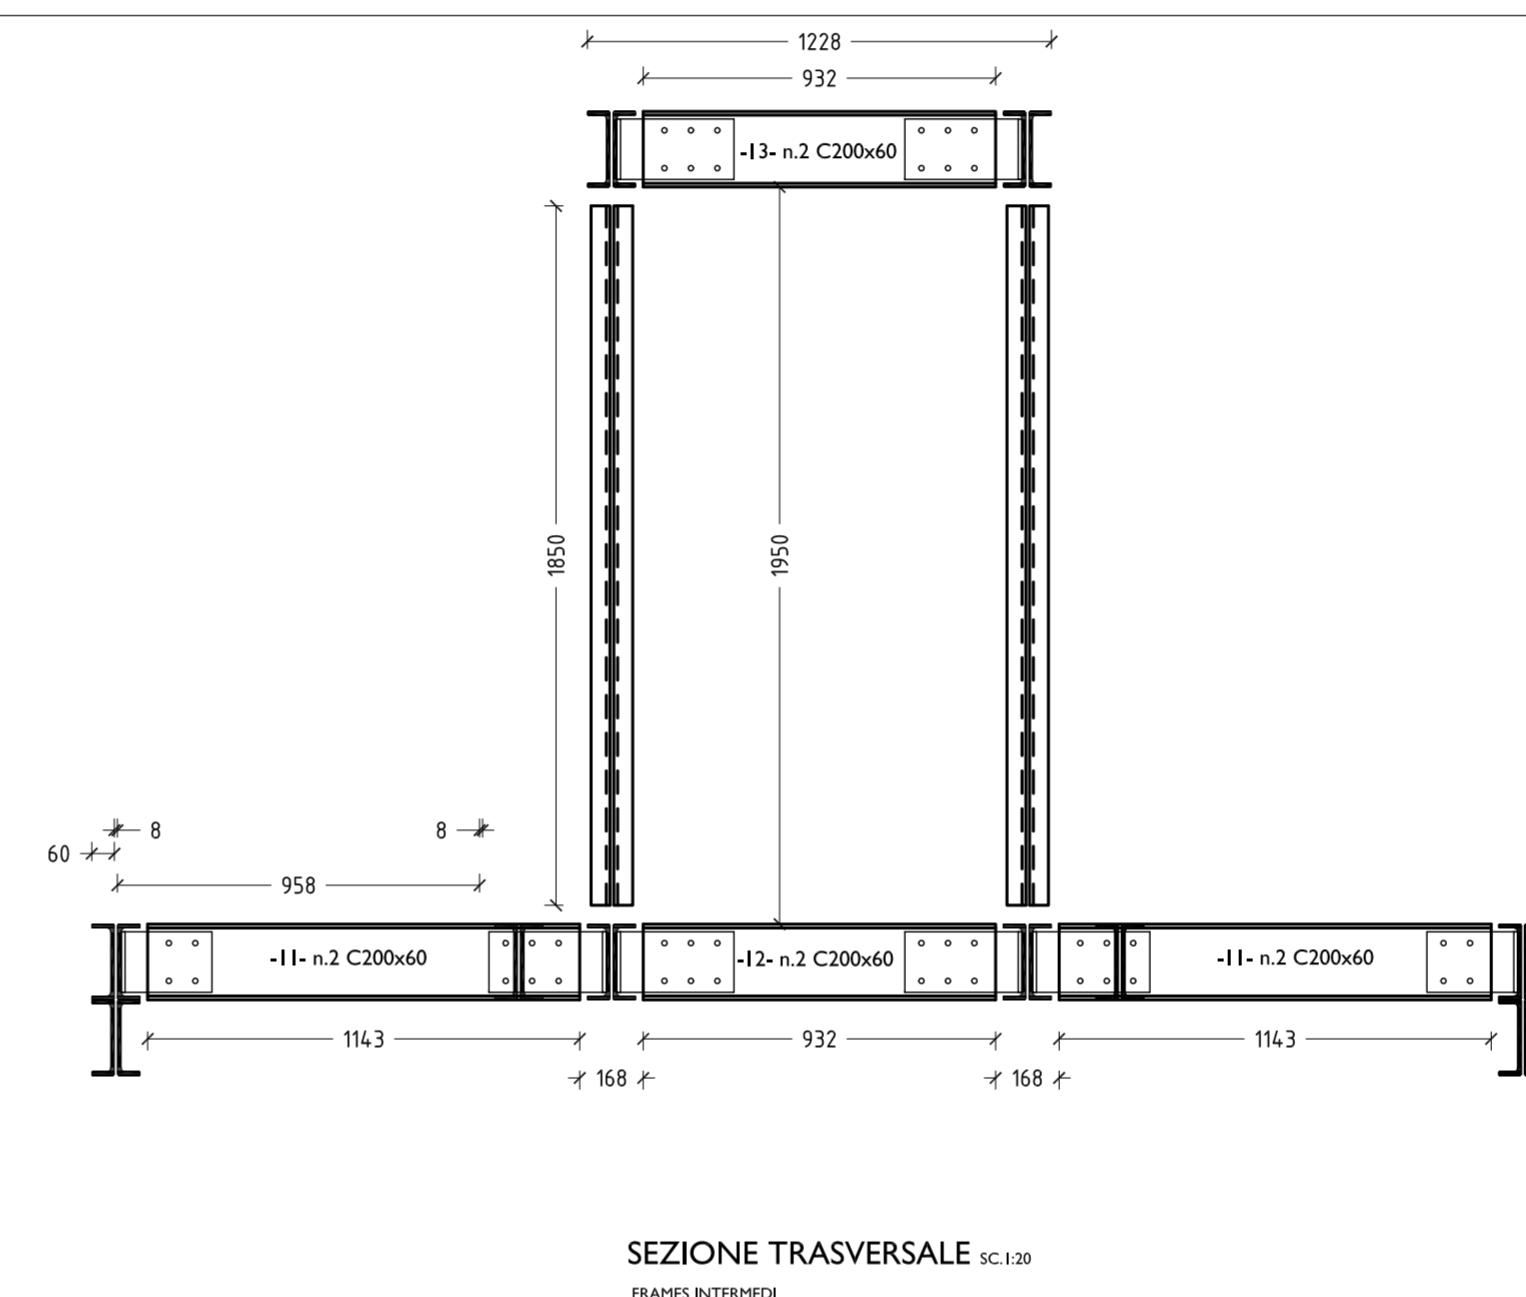 1228
932
-13- n.2 C200x60
1850
1950
8
8
60
958
-11- n.2 C200x60
-12- n.2 C200x60
-11- n.2 C200x60
1143
932
1143
168
168
SEZIONE TRASVERSALE SC.1:20
FRAMES INTERMEDI